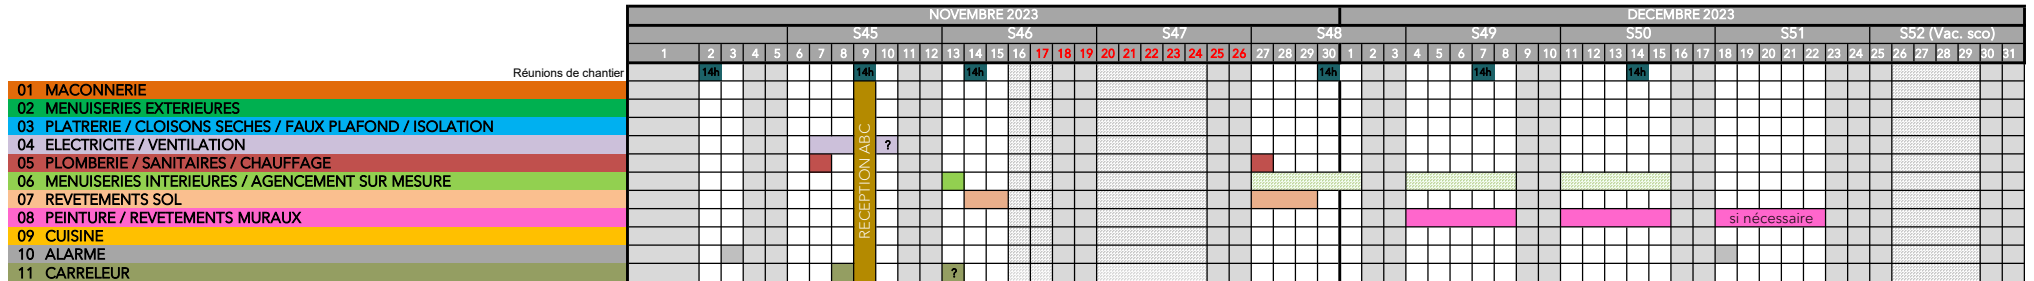 NOVEMBRE 2023 DECEMBRE 2023
S45 S46 S47 S48 S49 S50 S51 S52 (Vac. sco)
1 2 3 4 5 6 7 8 9 10 11 12 13 14 15 16 17 18 19 20 21 22 23 24 25 26 27 28 29 30 1 2 3 4 5 6 7 8 9 10 11 12 13 14 15 16 17 18 19 20 21 22 23 24 25 26 27 28 29 30 31
Réunions de chantier 14h 14h 14h 14h 14h 14h
01 MACONNERIE
02 MENUISERIES EXTERIEURES
03 PLATRERIE / CLOISONS SECHES / FAUX PLAFOND / ISOLATION
04 ELECTRICITE / VENTILATION ?
05 PLOMBERIE / SANITAIRES / CHAUFFAGE
06 MENUISERIES INTERIEURES / AGENCEMENT SUR MESURE
07 REVETEMENTS SOL
08 PEINTURE / REVETEMENTS MURAUX si nécessaire
09 CUISINE
10 ALARME
11 CARRELEUR ?
RECEPTION ABC